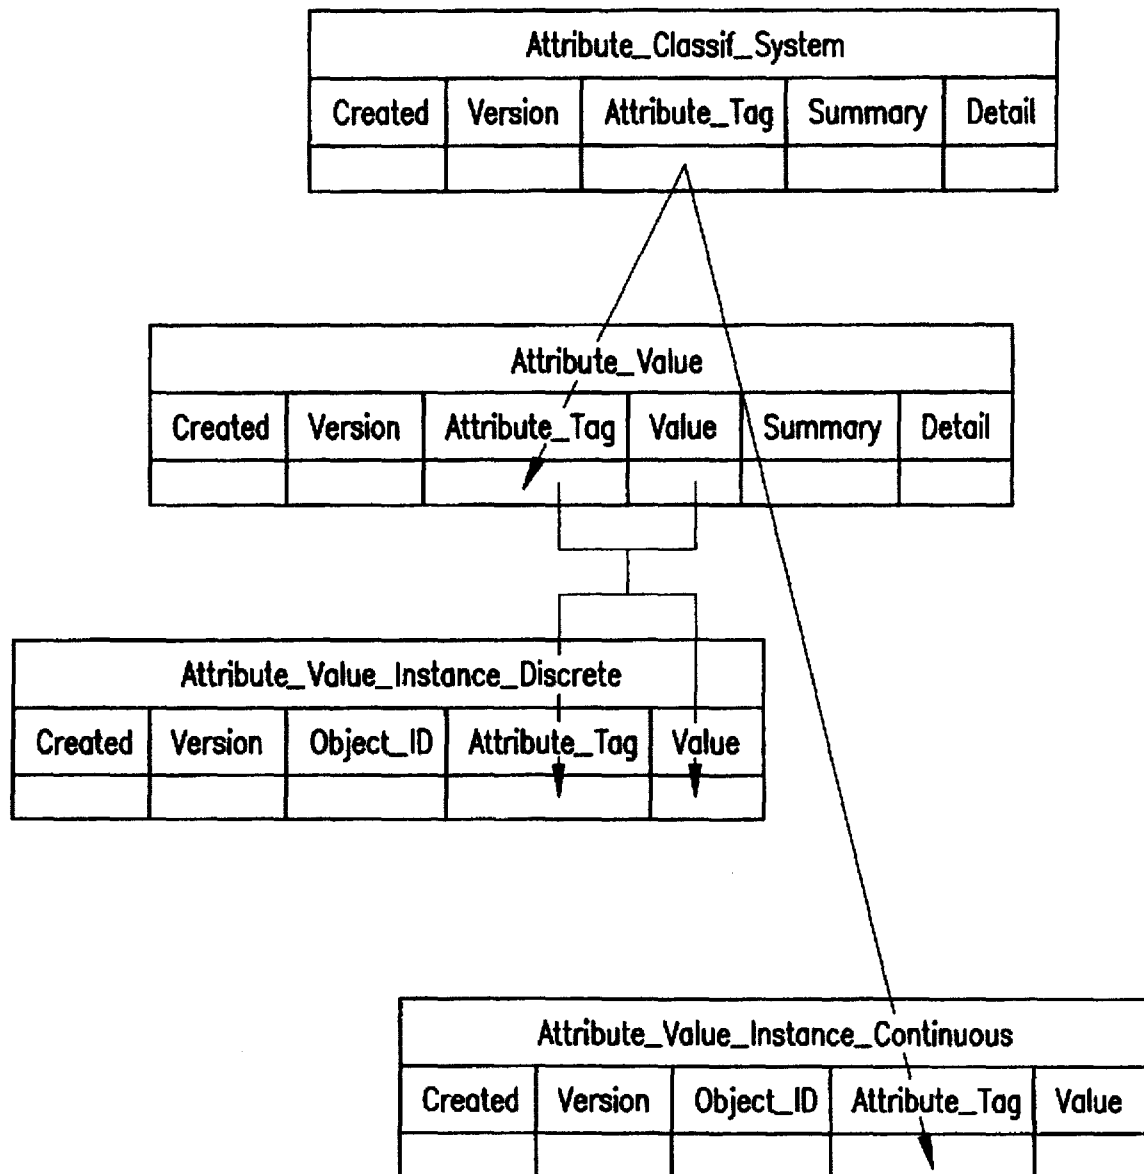 Attribute_Classif_System
Created Version Attribute_Tag Summary Detail
Attribute_Value
Created Version Attribute_Tag Value Summary Detail
Attribute_Value_Instance_Discrete
Created Version Object_ID Attribute_Tag Value
Attribute_Value_Instance_Continuous
Created Version Object_ID Attribute_Tag Value